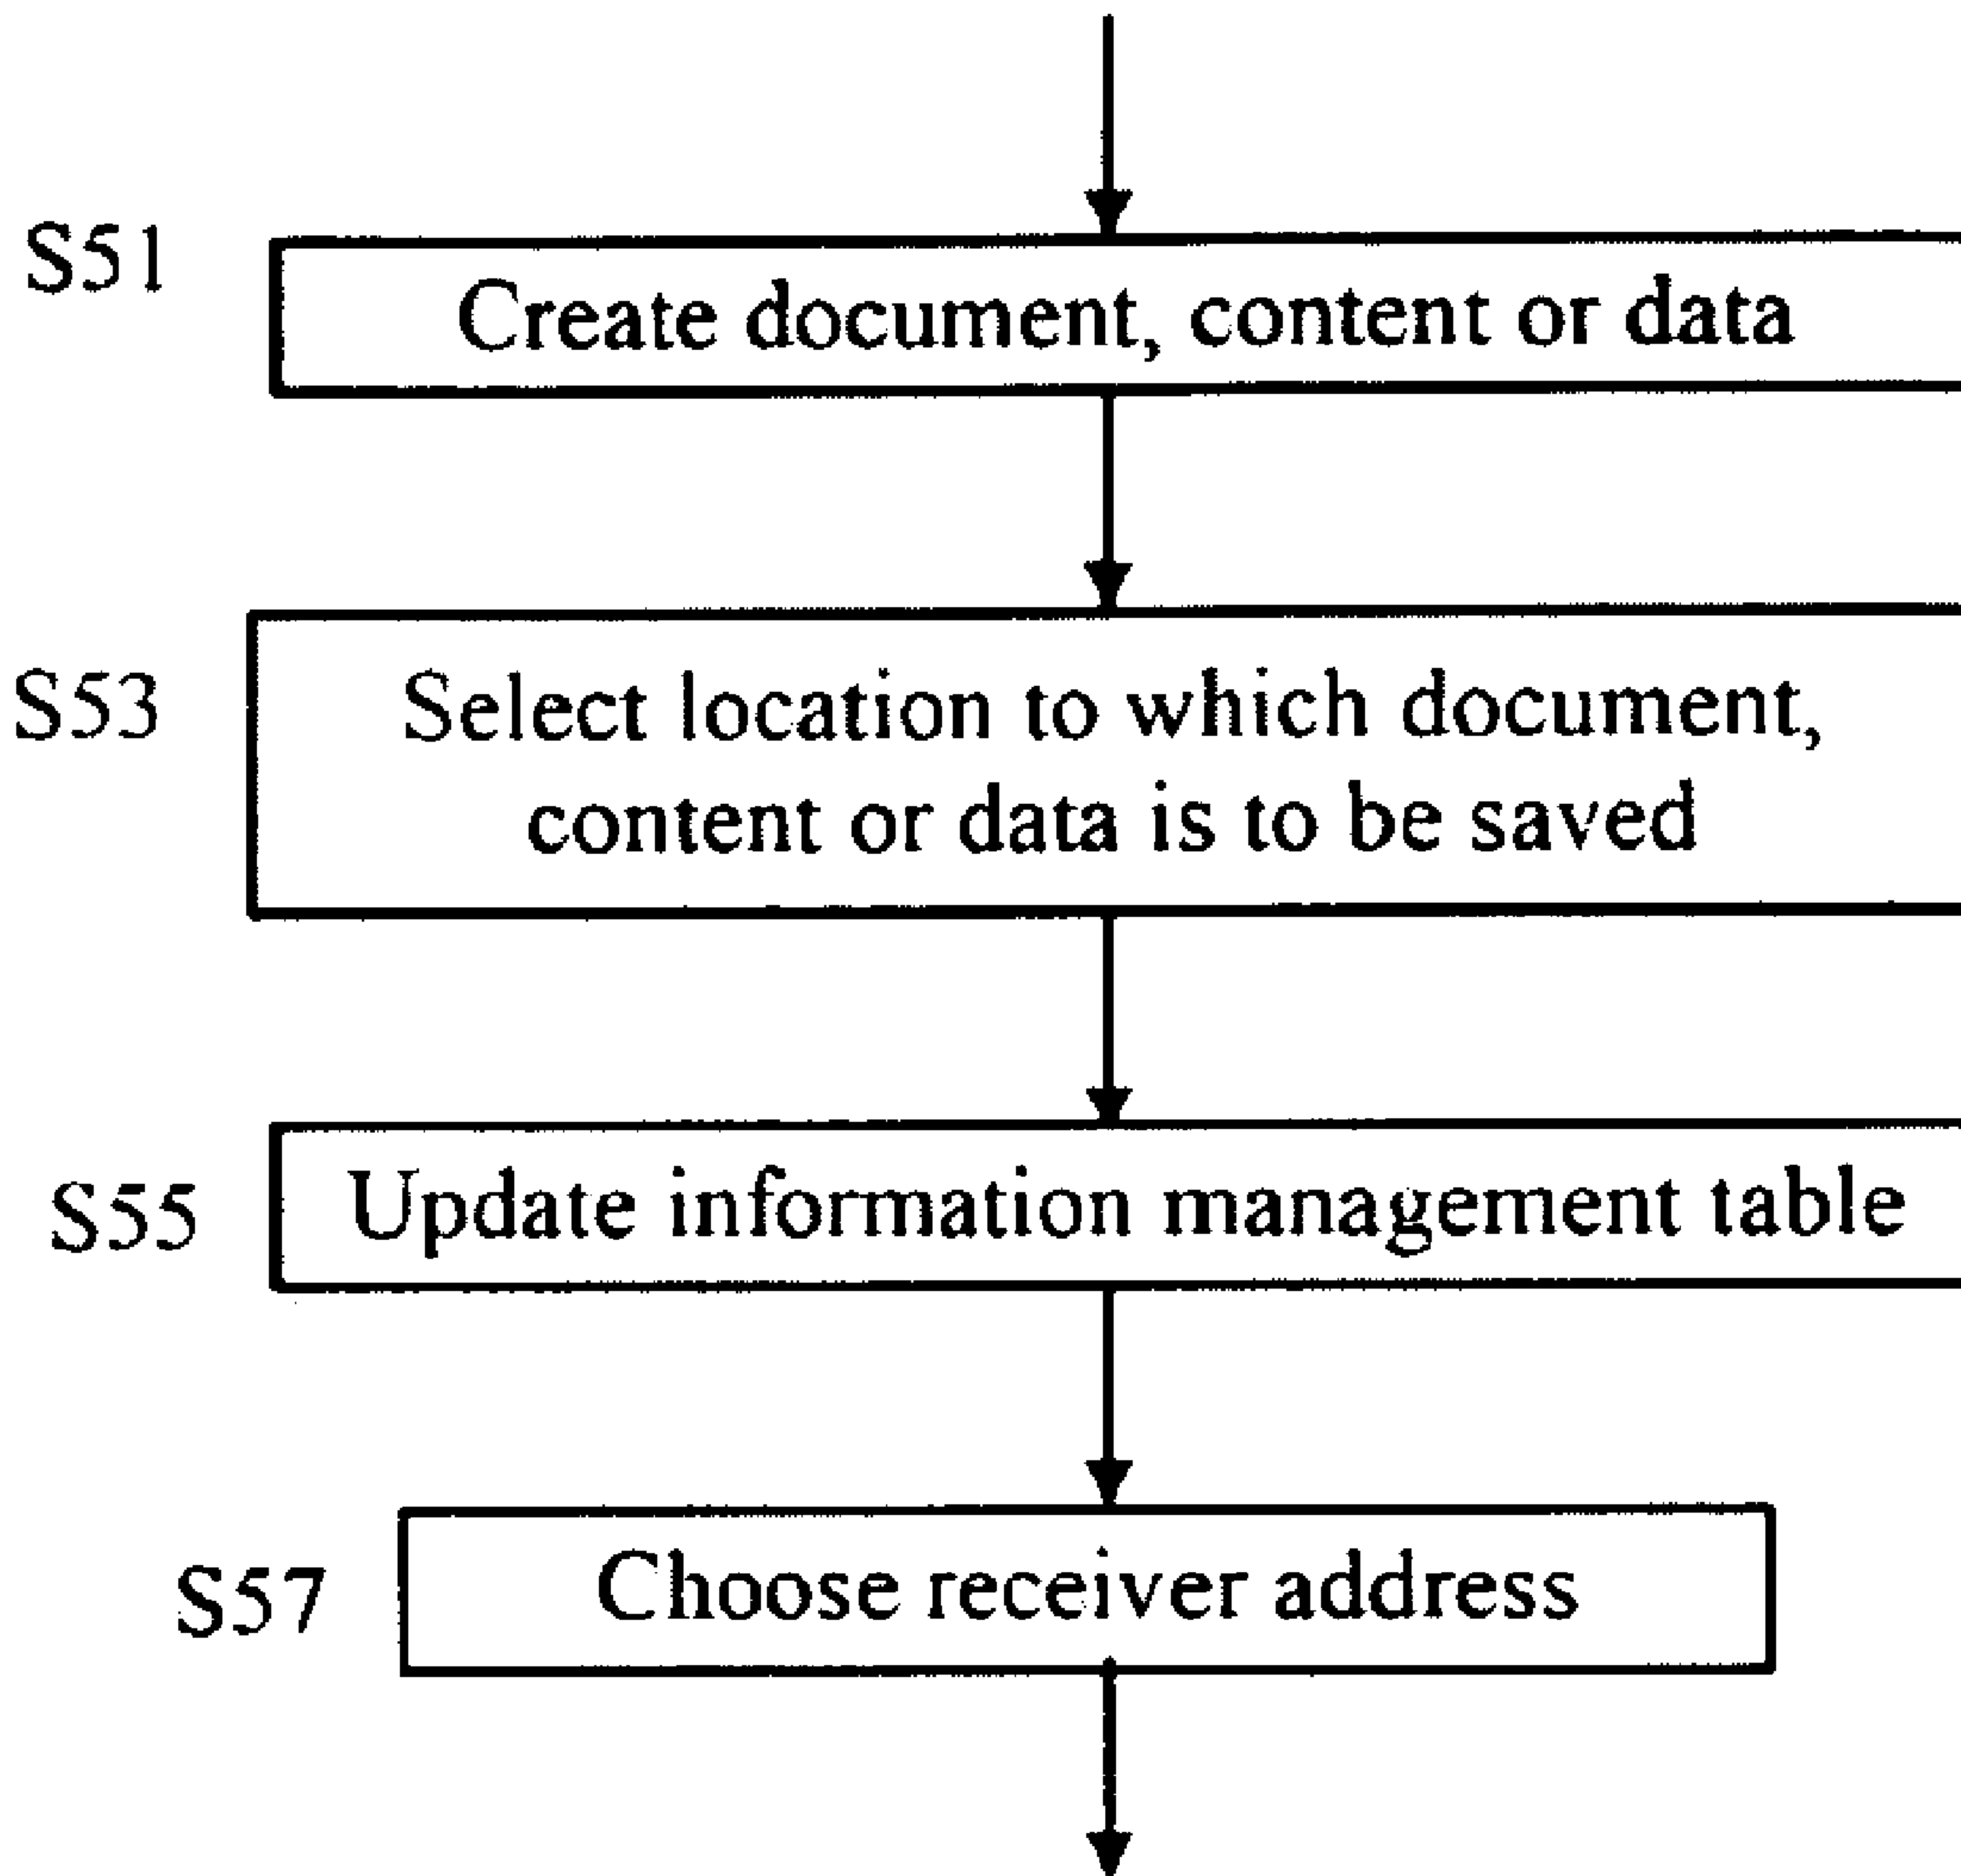 S51
Create document, content or data
S53
Select location to which document,
content or data is to be saved
S55
Update information management table
S57
Choose receiver address